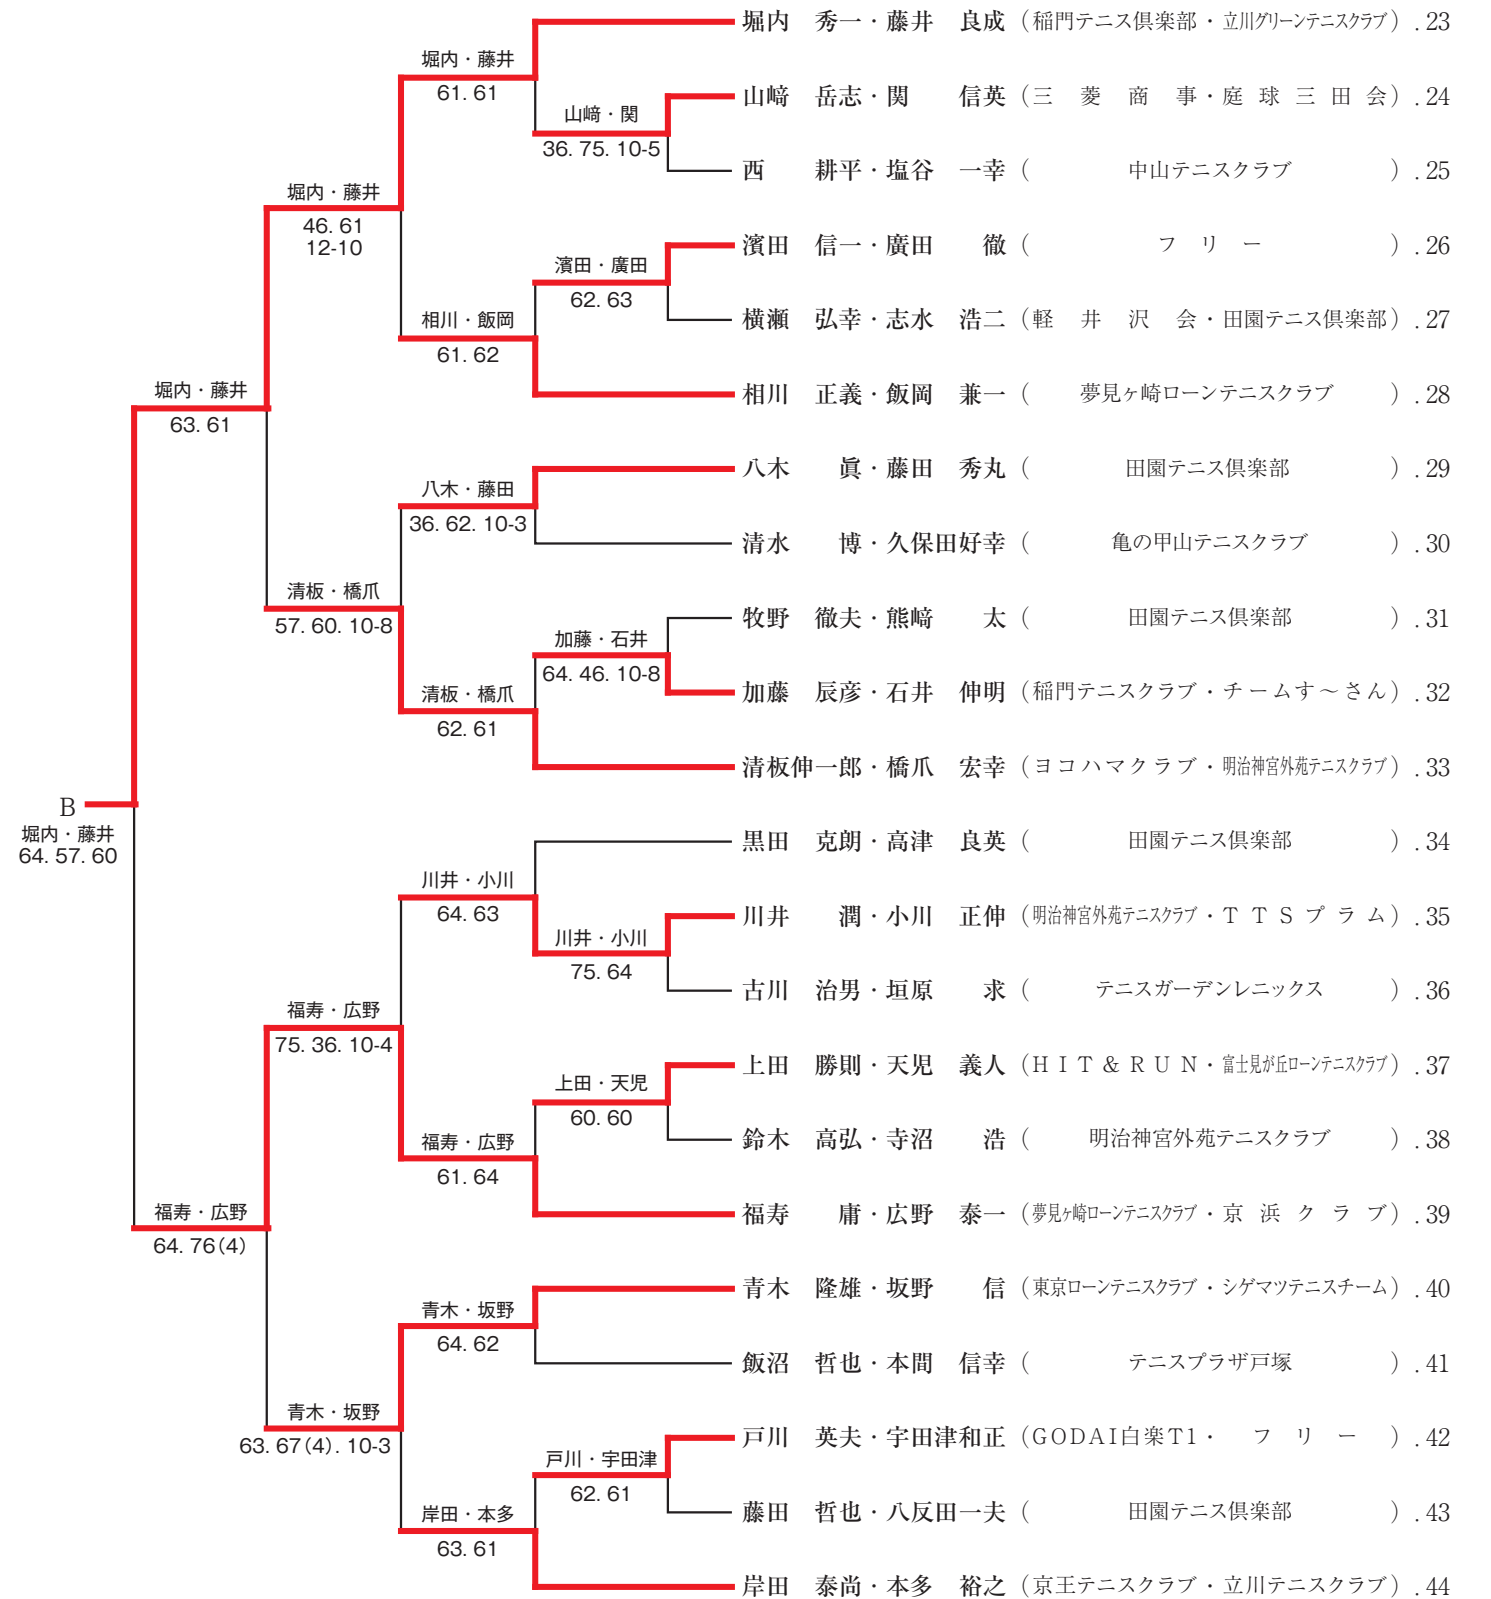 堀内 秀一・藤井 良成（稲門テニス倶楽部・立川グリーンテニスクラブ）. 23
堀内・藤井
61. 61
山﨑 岳志・関 信英（三菱商事・庭球三田会）. 24
山﨑・関
36. 75. 10-5
西 耕平・塩谷 一幸（中山テニスクラブ）. 25
堀内・藤井
46. 61
12-10
濱田 信一・廣田 徹（フリー）. 26
濱田・廣田
62. 63
横瀬 弘幸・志水 浩二（軽井沢会・田園テニス倶楽部）. 27
相川・飯岡
61. 62
相川 正義・飯岡 兼一（夢見ヶ崎ローンテニスクラブ）. 28
堀内・藤井
63. 61
八木 眞・藤田 秀丸（田園テニス倶楽部）. 29
八木・藤田
36. 62. 10-3
清水 博・久保田好幸（亀の甲山テニスクラブ）. 30
清板・橋爪
57. 60. 10-8
牧野 徹夫・熊﨑 太（田園テニス倶楽部）. 31
加藤・石井
64. 46. 10-8
加藤 辰彦・石井 伸明（稲門テニスクラブ・チームす～さん）. 32
清板・橋爪
62. 61
清板伸一郎・橋爪 宏幸（ヨコハマクラブ・明治神宮外苑テニスクラブ）. 33
B
堀内・藤井
64. 57. 60
黒田 克朗・高津 良英（田園テニス倶楽部）. 34
川井・小川
64. 63
川井 潤・小川 正伸（明治神宮外苑テニスクラブ・TTSプラム）. 35
川井・小川
75. 64
古川 治男・垣原 求（テニスガーデンレニックス）. 36
福寿・広野
75. 36. 10-4
上田 勝則・天児 義人（HIT&RUN・富士見が丘ローンテニスクラブ）. 37
上田・天児
60. 60
鈴木 高弘・寺沼 浩（明治神宮外苑テニスクラブ）. 38
福寿・広野
61. 64
福寿 庸・広野 泰一（夢見ヶ崎ローンテニスクラブ・京浜クラブ）. 39
福寿・広野
64. 76(4)
青木 隆雄・坂野 信（東京ローンテニスクラブ・シゲマツテニスチーム）. 40
青木・坂野
64. 62
飯沼 哲也・本間 信幸（テニスプラザ戸塚）. 41
青木・坂野
63. 67(4). 10-3
戸川 英夫・宇田津和正（GODAI白楽T1・フリー）. 42
戸川・宇田津
62. 61
藤田 哲也・八反田一夫（田園テニス倶楽部）. 43
岸田・本多
63. 61
岸田 泰尚・本多 裕之（京王テニスクラブ・立川テニスクラブ）. 44